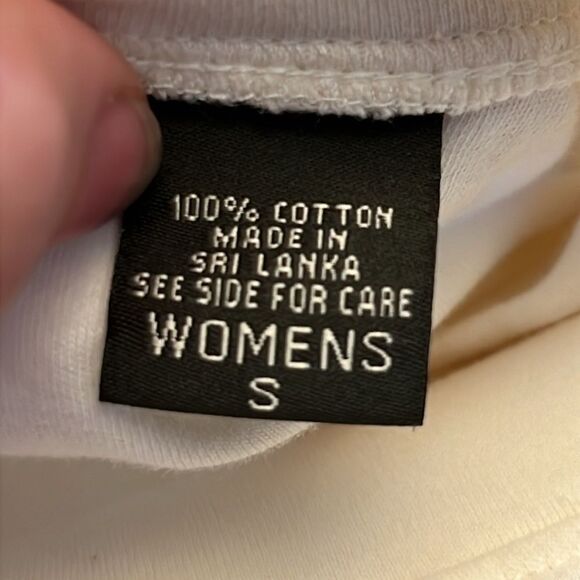 100% COTTON
MADE IN
SRI LANKA
SEE SIDE FOR CARE
WOMENS
S